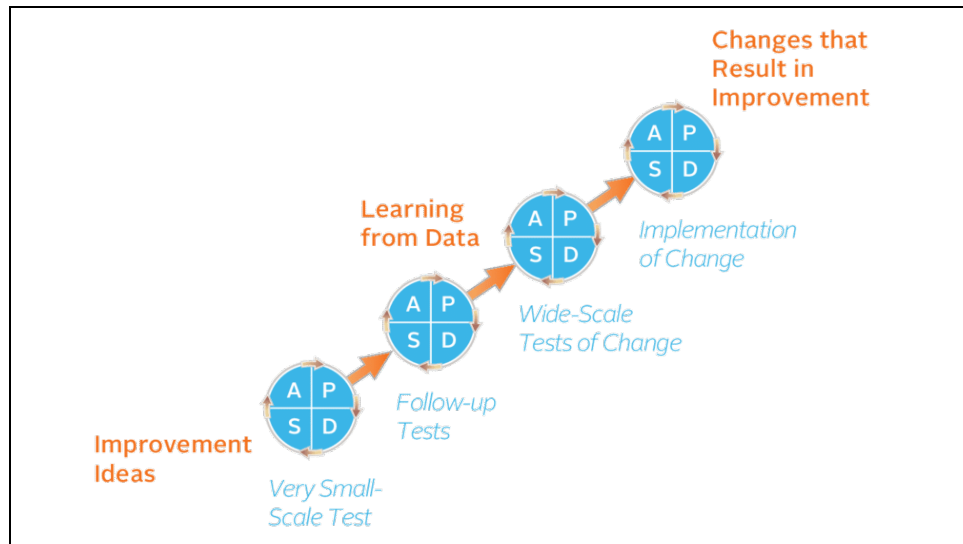 Changes that
Result in
Improvement
A P
S D
Implementation
of Change
Learning
from Data
A P
S D
Wide-Scale
Tests of Change
A P
S D
Follow-up
Tests
A P
S D
Improvement
Ideas
Very Small-
Scale Test